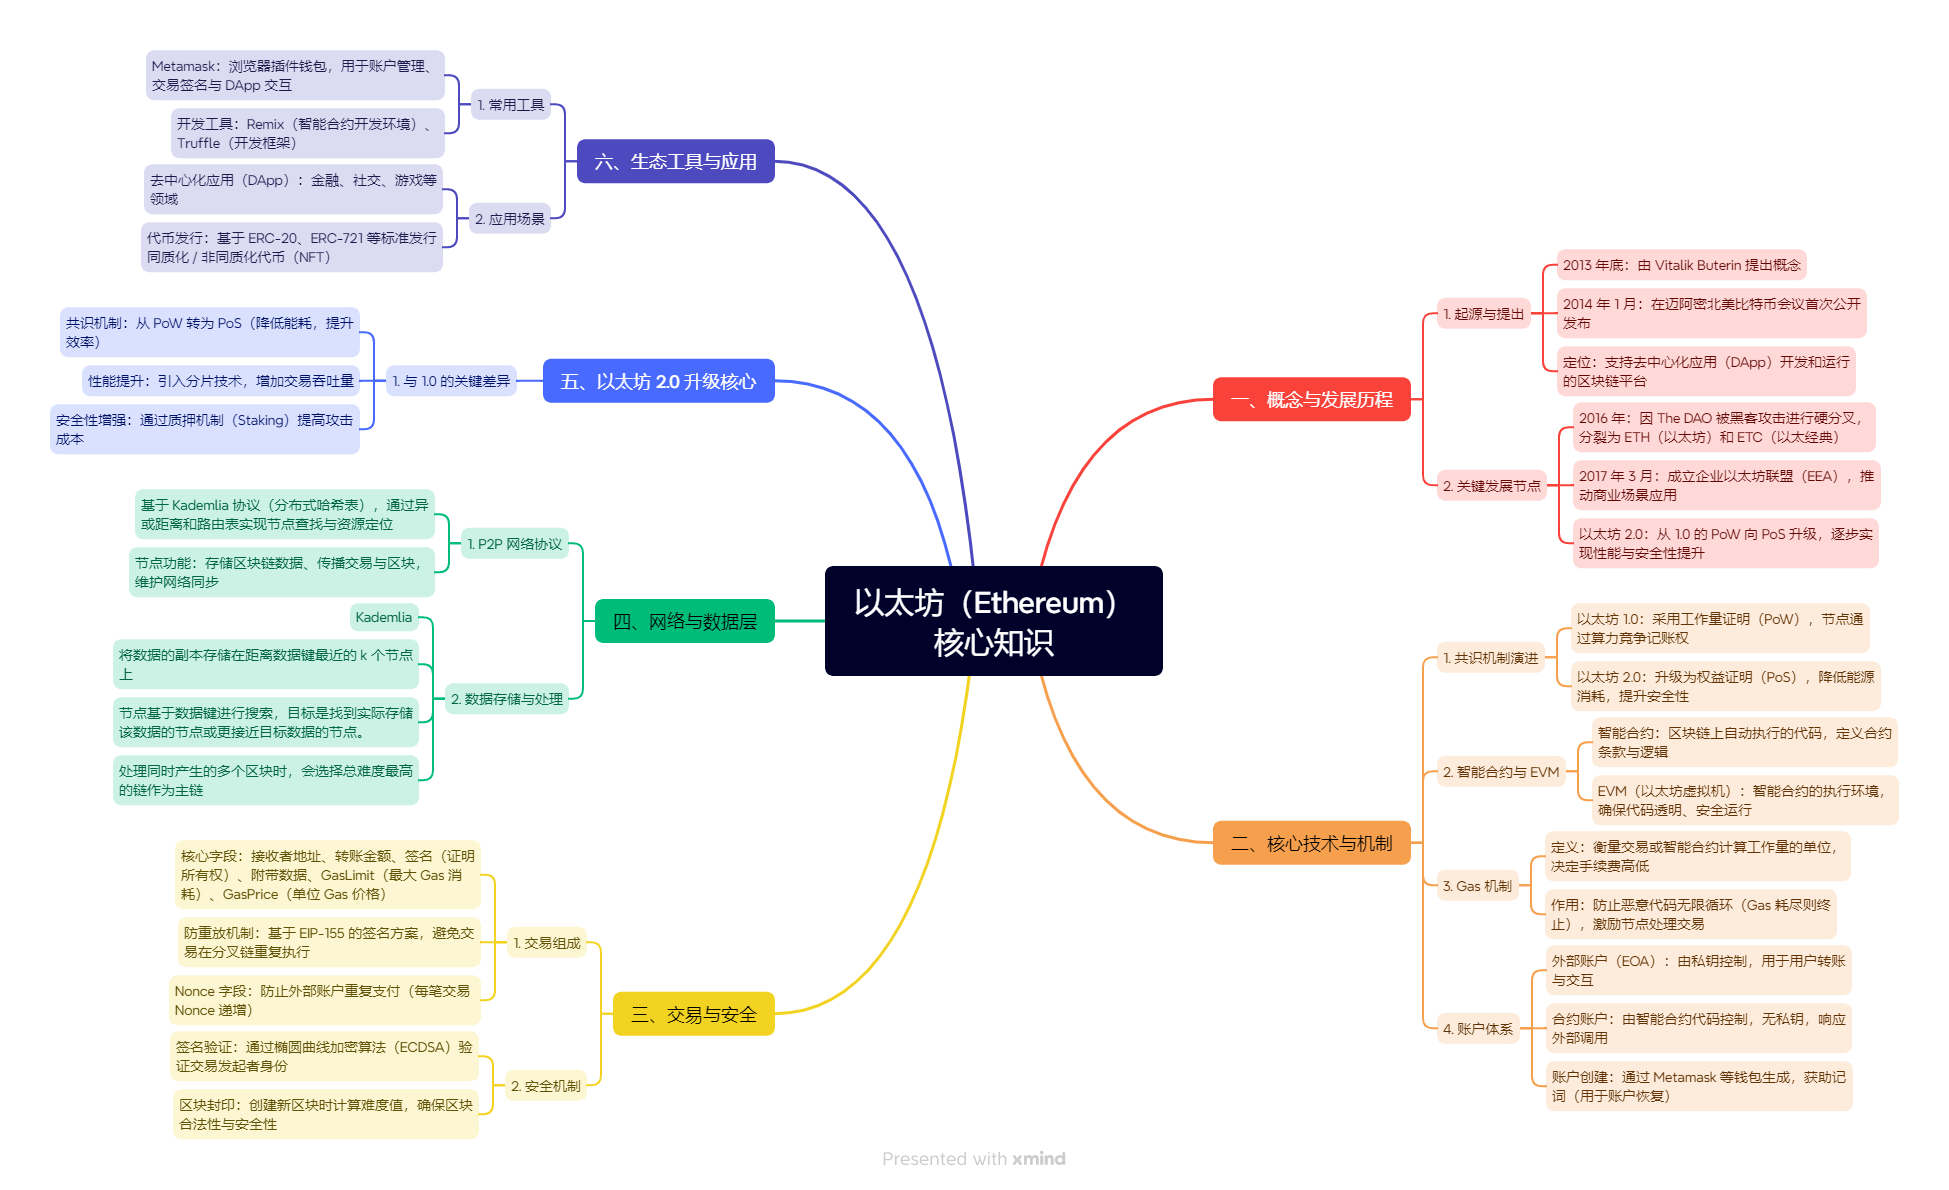 以太坊（Ethereum）
核心知识
一、概念与发展历程
1. 起源与提出
2013 年底：由 Vitalik Buterin 提出概念
2014 年 1 月：在迈阿密北美比特币会议首次公开
发布
定位：支持去中心化应用（DApp）开发和运行
的区块链平台
2. 关键发展节点
2016 年：因 The DAO 被黑客攻击进行硬分叉，
分裂为 ETH（以太坊）和 ETC（以太经典）
2017 年 3 月：成立企业以太坊联盟（EEA），推
动商业场景应用
以太坊 2.0：从 1.0 的 PoW 向 PoS 升级，逐步实
现性能与安全性提升
二、核心技术与机制
1. 共识机制演进
以太坊 1.0：采用工作量证明（PoW），节点通
过算力竞争记账权
以太坊 2.0：升级为权益证明（PoS），降低能源
消耗，提升安全性
2. 智能合约与 EVM
智能合约：区块链上自动执行的代码，定义合约
条款与逻辑
EVM（以太坊虚拟机）：智能合约的执行环境，
确保代码透明、安全运行
3. Gas 机制
定义：衡量交易或智能合约计算工作量的单位，
决定手续费高低
作用：防止恶意代码无限循环（Gas 耗尽则终
止），激励节点处理交易
4. 账户体系
外部账户（EOA）：由私钥控制，用于用户转账
与交互
合约账户：由智能合约代码控制，无私钥，响应
外部调用
账户创建：通过 Metamask 等钱包生成，获助记
词（用于账户恢复）
三、交易与安全
1. 交易组成
核心字段：接收者地址、转账金额、签名（证明
所有权）、附带数据、GasLimit（最大 Gas 消
耗）、GasPrice（单位 Gas 价格）
防重放机制：基于 EIP-155 的签名方案，避免交
易在分叉链重复执行
Nonce 字段：防止外部账户重复支付（每笔交易
Nonce 递增）
2. 安全机制
签名验证：通过椭圆曲线加密算法（ECDSA）验
证交易发起者身份
区块封印：创建新区块时计算难度值，确保区块
合法性与安全性
四、网络与数据层
1. P2P 网络协议
基于 Kademlia 协议（分布式哈希表），通过异
或距离和路由表实现节点查找与资源定位
节点功能：存储区块链数据、传播交易与区块，
维护网络同步
2. 数据存储与处理
Kademlia
将数据的副本存储在距离数据键最近的 k 个节点
上
节点基于数据键进行搜索，目标是找到实际存储
该数据的节点或更接近目标数据的节点。
处理同时产生的多个区块时，会选择总难度最高
的链作为主链
五、以太坊 2.0 升级核心
1. 与 1.0 的关键差异
共识机制：从 PoW 转为 PoS（降低能耗，提升
效率）
性能提升：引入分片技术，增加交易吞吐量
安全性增强：通过质押机制（Staking）提高攻击
成本
六、生态工具与应用
1. 常用工具
Metamask：浏览器插件钱包，用于账户管理、
交易签名与 DApp 交互
开发工具：Remix（智能合约开发环境）、
Truffle（开发框架）
2. 应用场景
去中心化应用（DApp）：金融、社交、游戏等
领域
代币发行：基于 ERC-20、ERC-721 等标准发行
同质化 / 非同质化代币（NFT）
Presented with xmind